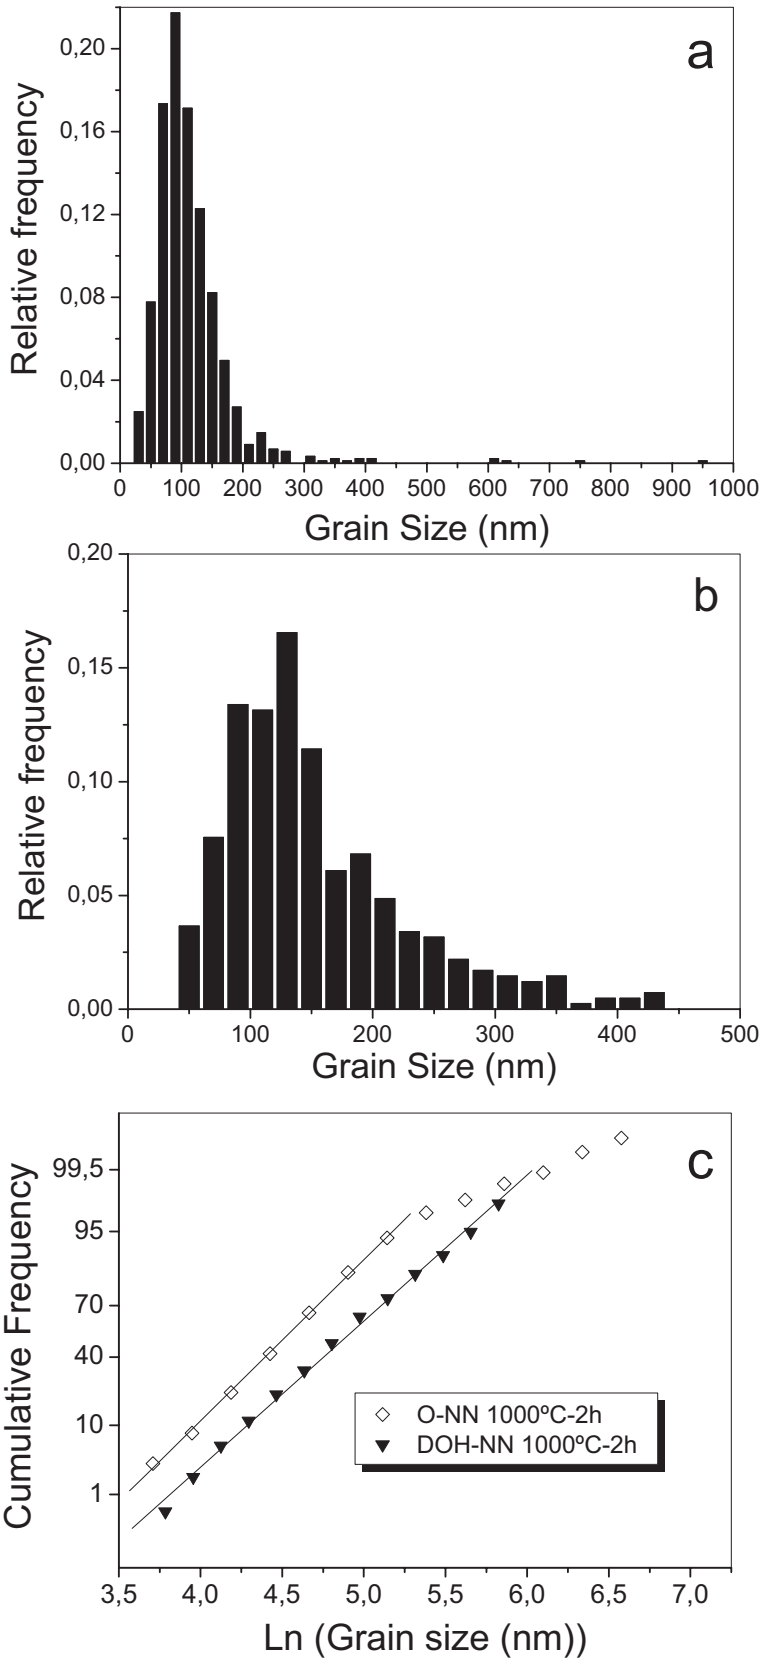 a
Relative frequency
0,20
0,16
0,12
0,08
0,04
0,00
0 100 200 300 400 500 600 700 800 900 1000
Grain Size (nm)
b
Relative frequency
0,20
0,15
0,10
0,05
0,00
0 100 200 300 400 500
Grain Size (nm)
c
Cumulative Frequency
99,5
95
70
40
10
1
O-NN 1000ºC-2h
DOH-NN 1000ºC-2h
3,5 4,0 4,5 5,0 5,5 6,0 6,5 7,0
Ln (Grain size (nm))